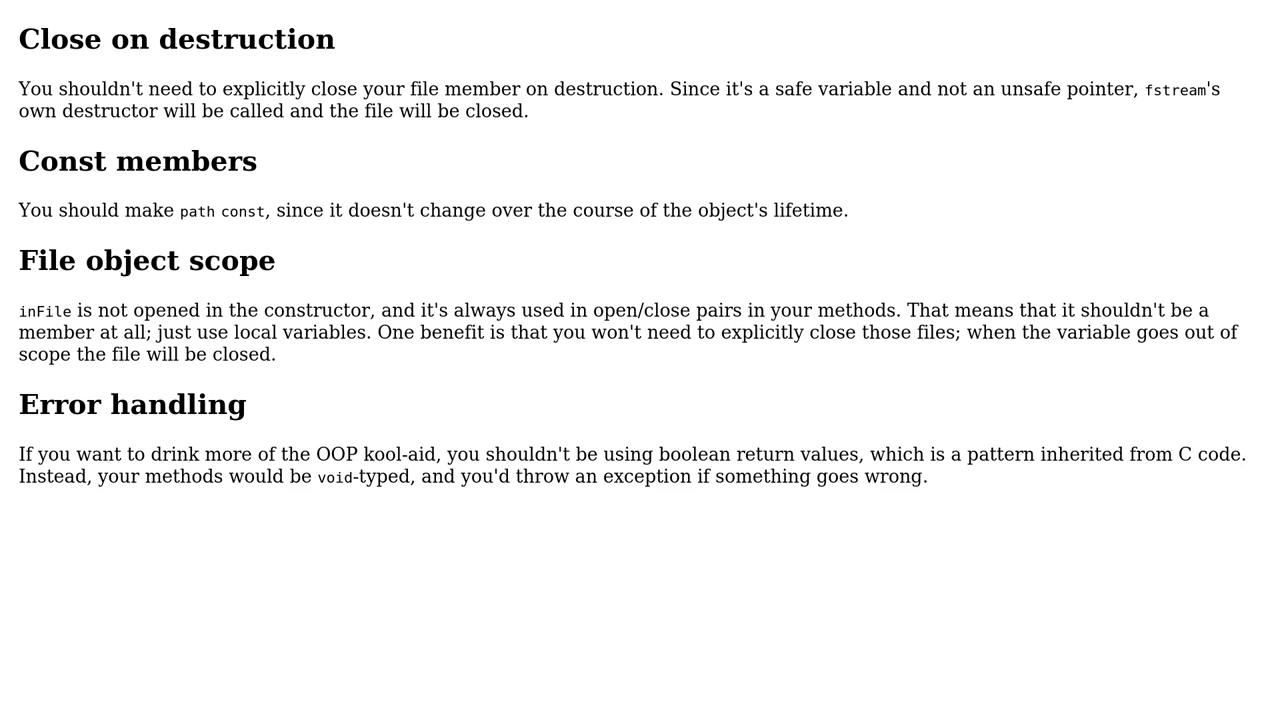 Close on destruction
You shouldn't need to explicitly close your file member on destruction. Since it's a safe variable and not an unsafe pointer, fstream's
own destructor will be called and the file will be closed.
Const members
You should make path const, since it doesn't change over the course of the object's lifetime.
File object scope
inFile is not opened in the constructor, and it's always used in open/close pairs in your methods. That means that it shouldn't be a
member at all; just use local variables. One benefit is that you won't need to explicitly close those files; when the variable goes out of
scope the file will be closed.
Error handling
If you want to drink more of the OOP kool-aid, you shouldn't be using boolean return values, which is a pattern inherited from C code.
Instead, your methods would be void-typed, and you'd throw an exception if something goes wrong.